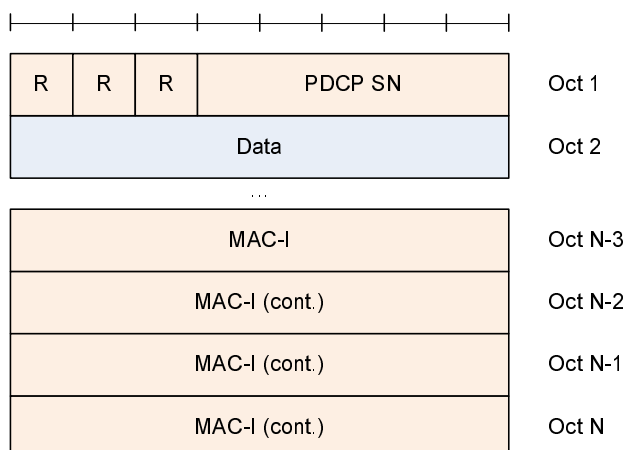 R R R PDCP SN Oct 1
Data Oct 2
...
MAC-I Oct N-3
MAC-I (cont.) Oct N-2
MAC-I (cont.) Oct N-1
MAC-I (cont.) Oct N